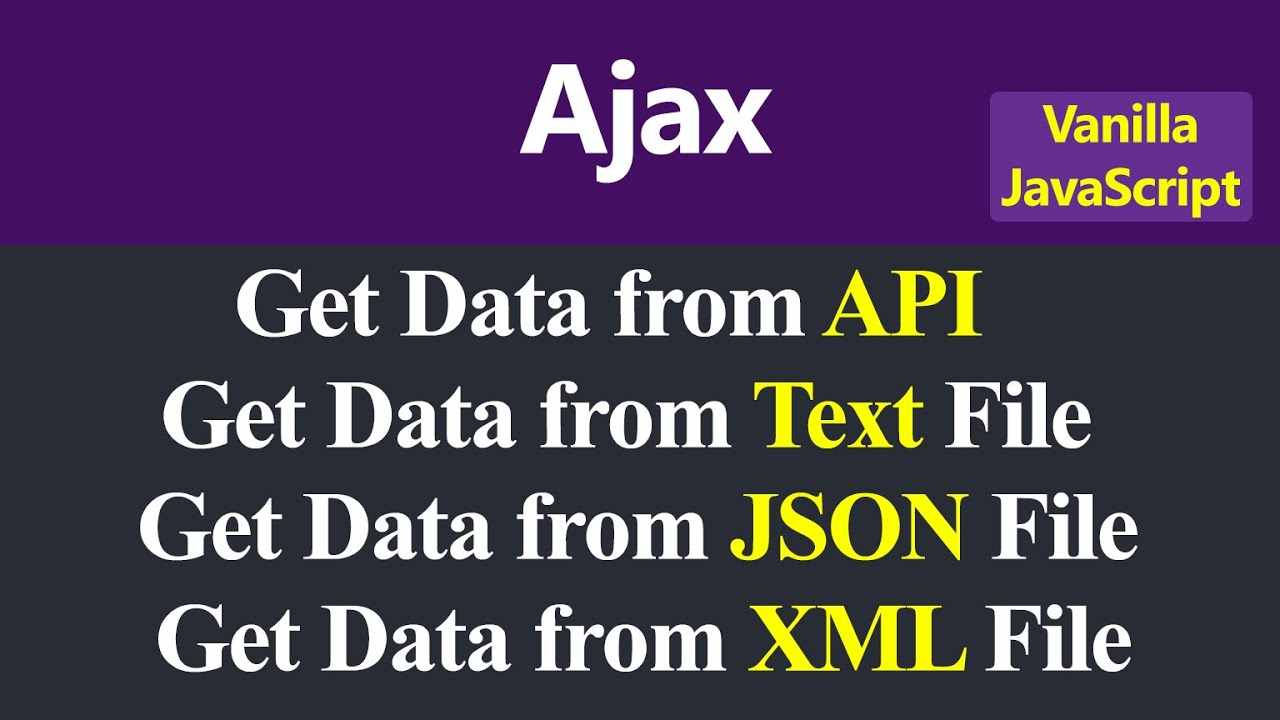 Ajax
Vanilla
JavaScript
Get Data from API
Get Data from Text File
Get Data from JSON File
Get Data from XML File